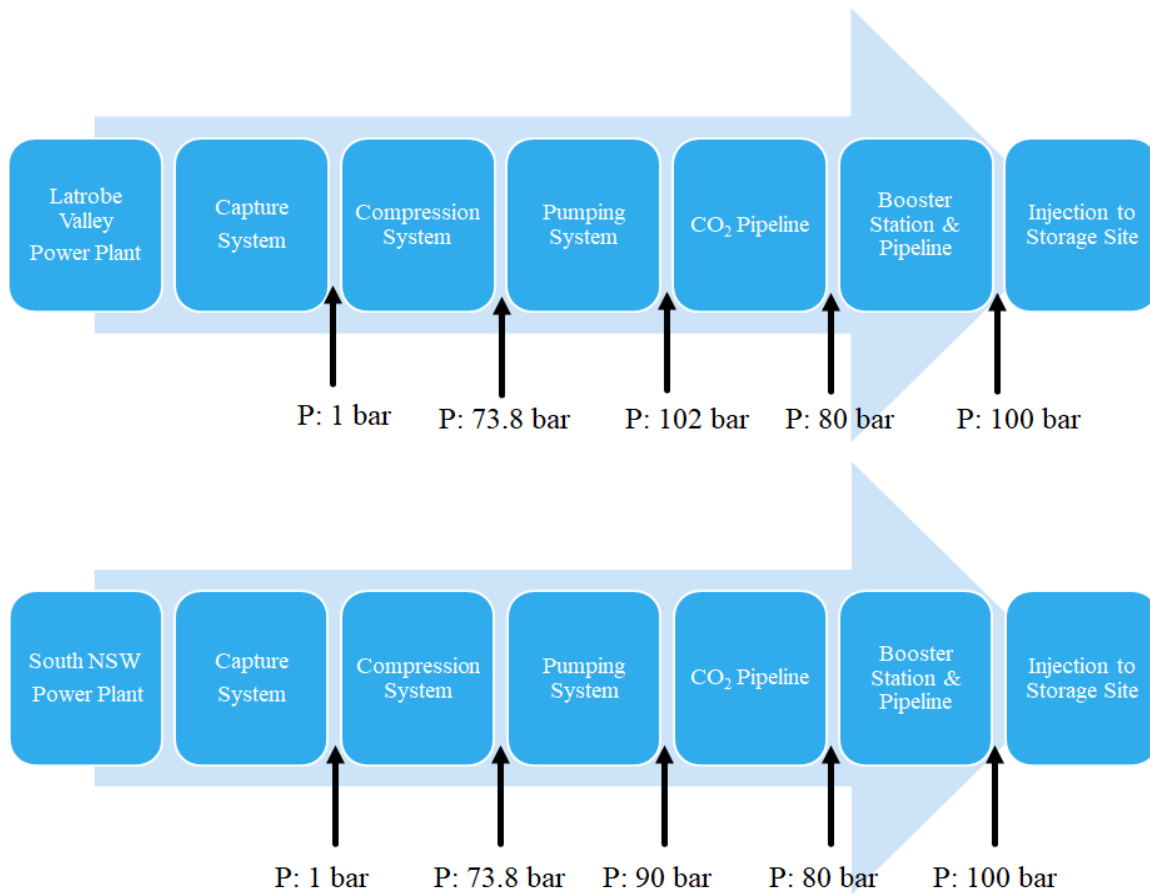 Latrobe
Valley
Power Plant
Capture
System
Compression
System
Pumping
System
CO₂ Pipeline
Booster
Station &
Pipeline
Injection to
Storage Site
P: 1 bar
P: 73.8 bar
P: 102 bar
P: 80 bar
P: 100 bar
South NSW
Power Plant
Capture
System
Compression
System
Pumping
System
CO₂ Pipeline
Booster
Station &
Pipeline
Injection to
Storage Site
P: 1 bar
P: 73.8 bar
P: 90 bar
P: 80 bar
P: 100 bar